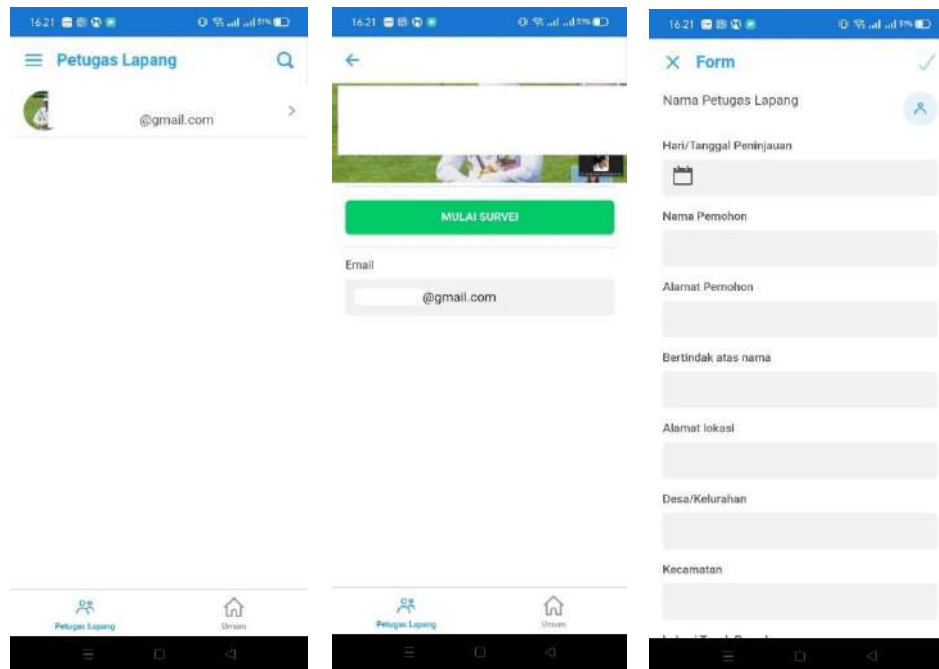 16.21
Petugas Lapang
@gmail.com
Petugas Lapang
Umum
16.21
MULAI SURVEI
Email
@gmail.com
Petugas Lapang
Umum
16.21
Form
Nama Petugas Lapang
Hari/Tanggal Peninjauan
Nama Pemohon
Alamat Pemohon
Bertindak atas nama
Alamat lokasi
Desa/Kelurahan
Kecamatan